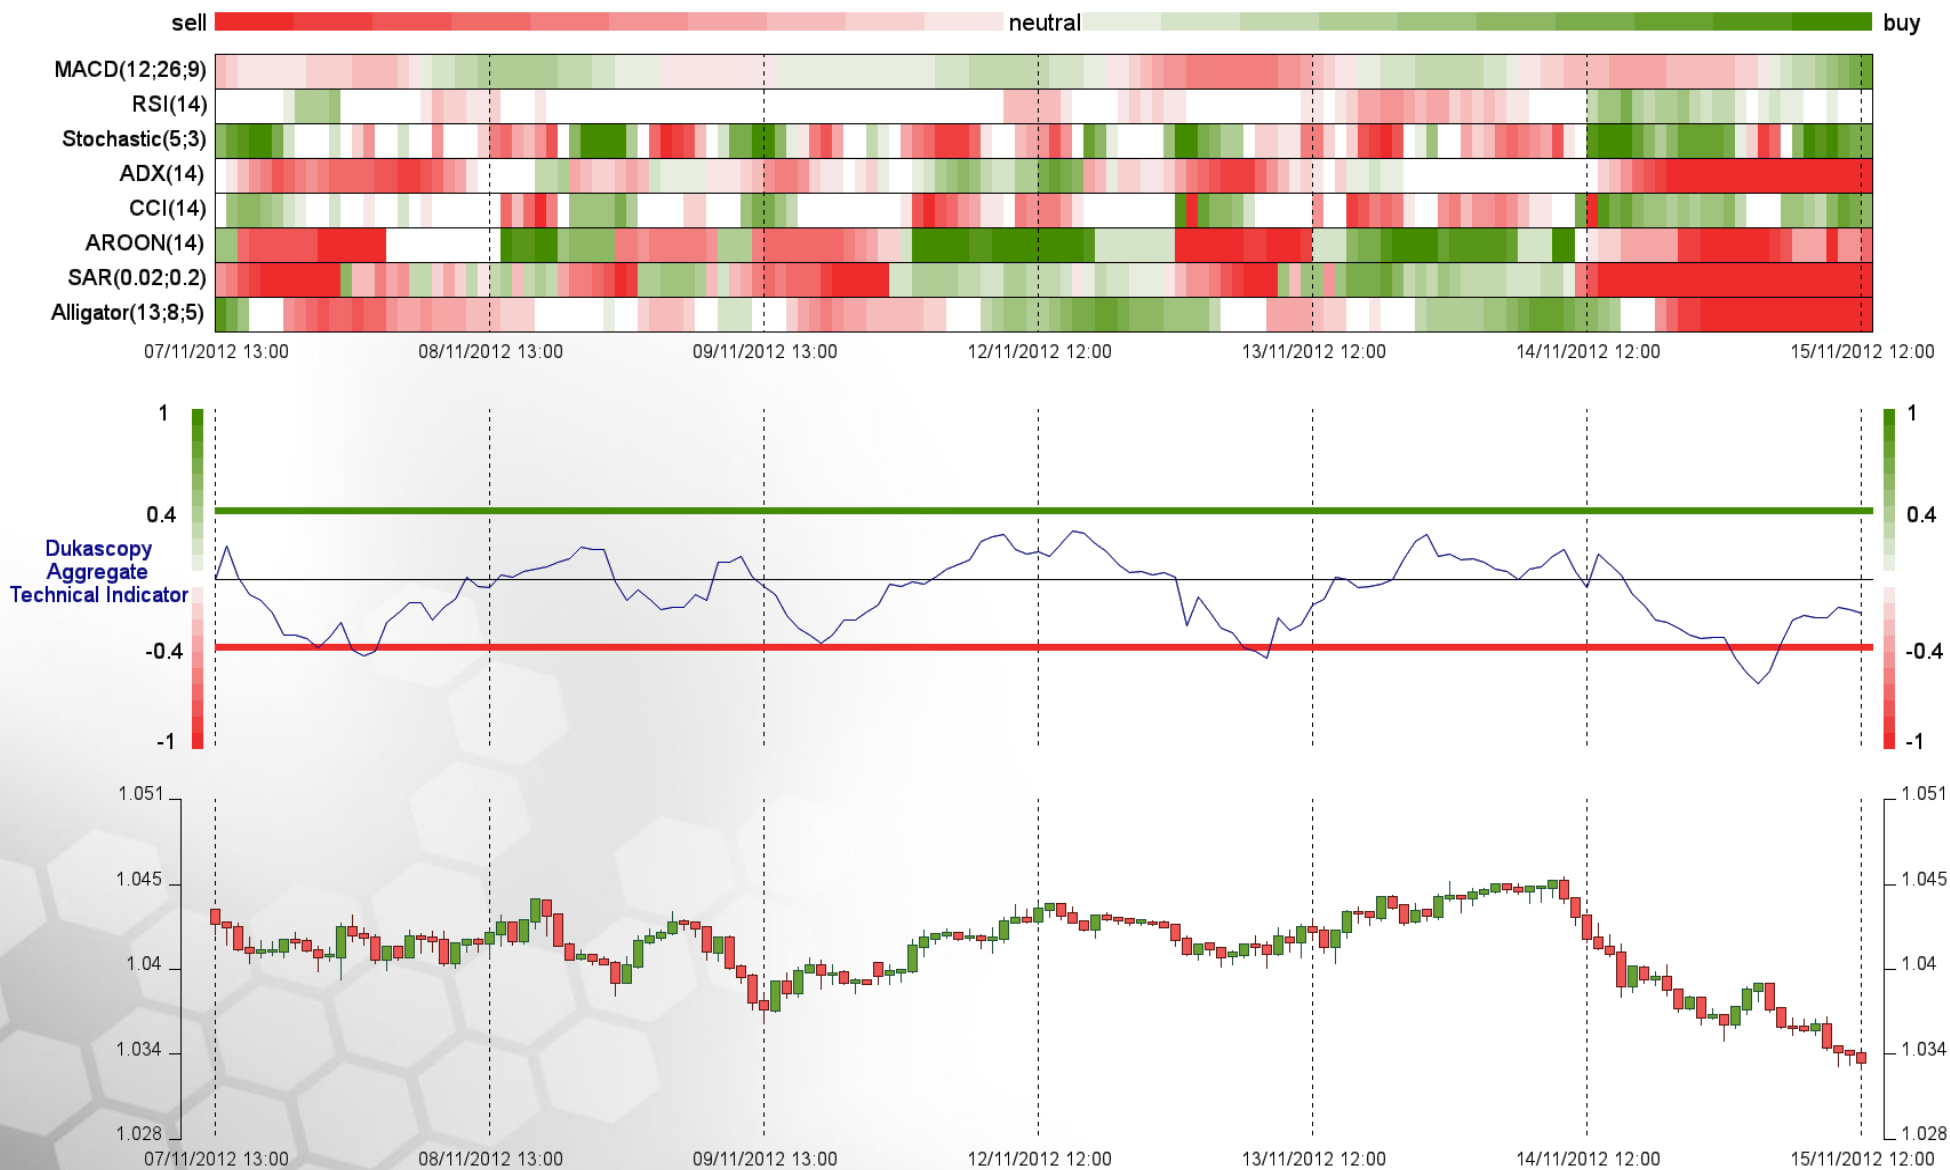 sell neutral buy
MACD(12;26;9)
RSI(14)
Stochastic(5;3)
ADX(14)
CCI(14)
AROON(14)
SAR(0.02;0.2)
Alligator(13;8;5)
07/11/2012 13:00 08/11/2012 13:00 09/11/2012 13:00 12/11/2012 12:00 13/11/2012 12:00 14/11/2012 12:00 15/11/2012 12:00
1 1
0.4 0.4
Dukascopy
Aggregate
Technical Indicator
-0.4 -0.4
-1 -1
1.051 1.051
1.045 1.045
1.04 1.04
1.034 1.034
1.028 1.028
07/11/2012 13:00 08/11/2012 13:00 09/11/2012 13:00 12/11/2012 12:00 13/11/2012 12:00 14/11/2012 12:00 15/11/2012 12:00